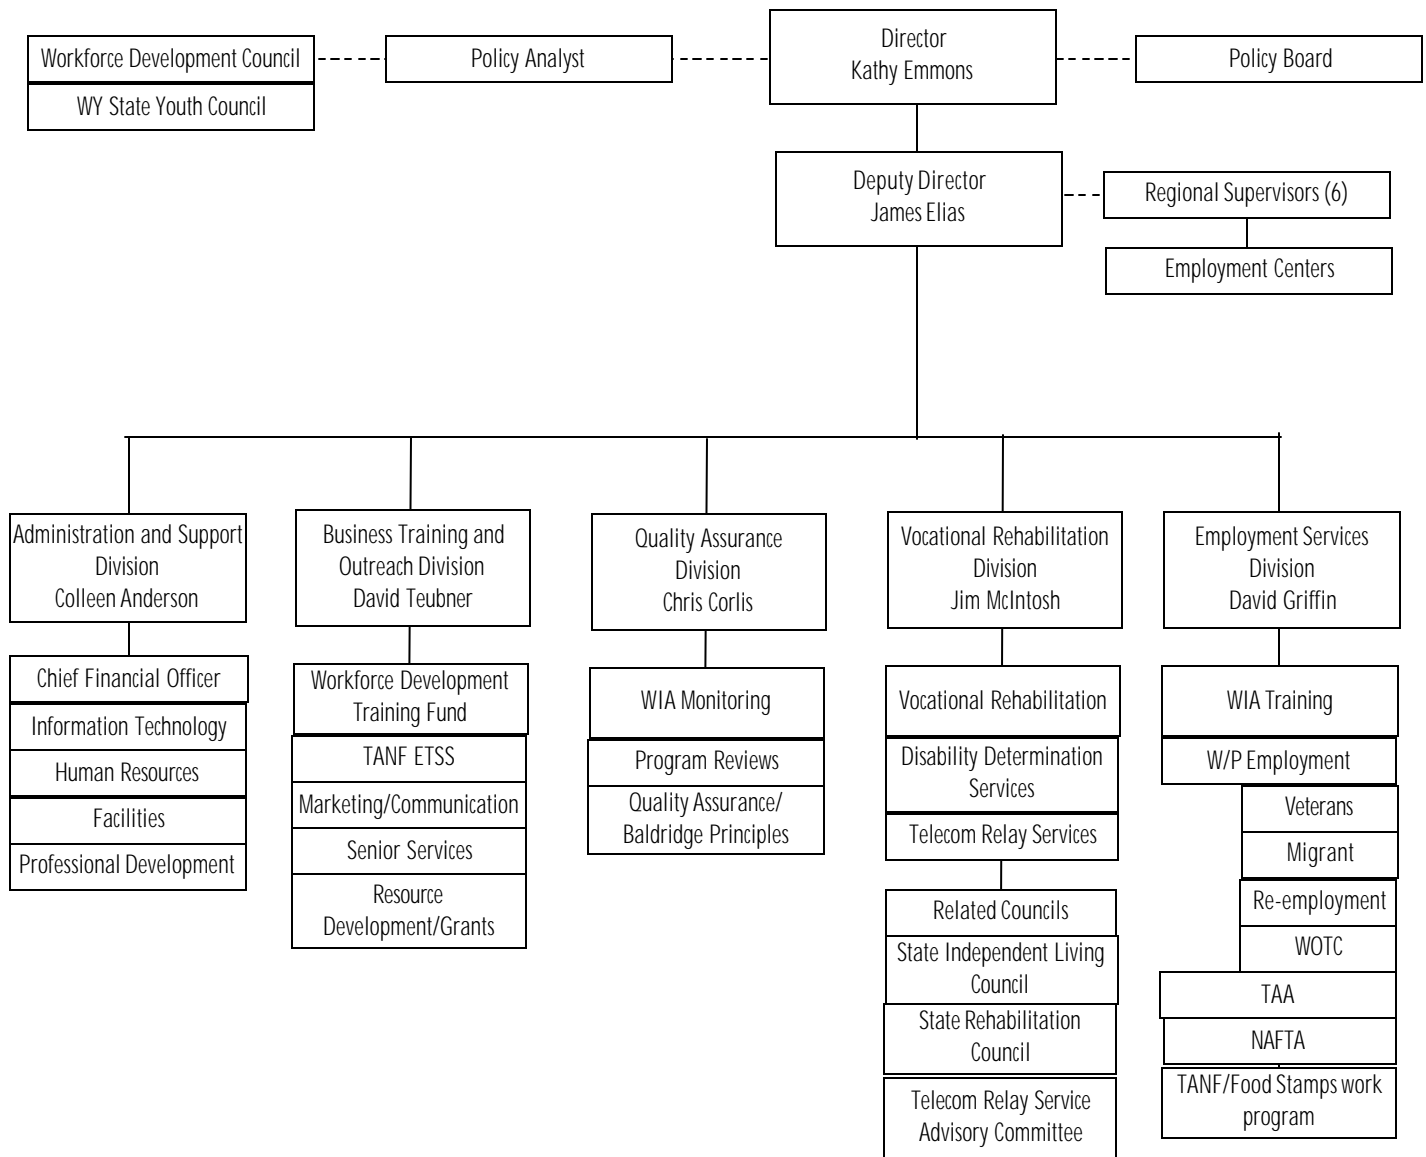 Workforce Development Council
WY State Youth Council
Policy Analyst
Director
Kathy Emmons
Policy Board
Deputy Director
James Elias
Regional Supervisors (6)
Employment Centers
Administration and Support
Division
Colleen Anderson
Chief Financial Officer
Information Technology
Human Resources
Facilities
Professional Development
Business Training and
Outreach Division
David Teubner
Workforce Development
Training Fund
TANF ETSS
Marketing/Communication
Senior Services
Resource
Development/Grants
Quality Assurance
Division
Chris Corlis
WIA Monitoring
Program Reviews
Quality Assurance/
Baldridge Principles
Vocational Rehabilitation
Division
Jim McIntosh
Vocational Rehabilitation
Disability Determination
Services
Telecom Relay Services
Related Councils
State Independent Living
Council
State Rehabilitation
Council
Telecom Relay Service
Advisory Committee
Employment Services
Division
David Griffin
WIA Training
W/P Employment
Veterans
Migrant
Re-employment
WOTC
TAA
NAFTA
TANF/Food Stamps work
program